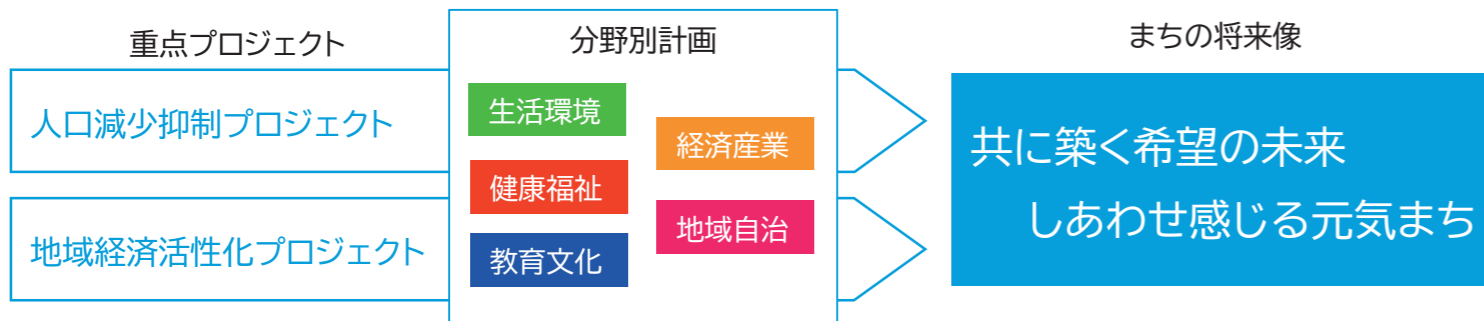 重点プロジェクト
人口減少抑制プロジェクト
地域経済活性化プロジェクト
分野別計画
生活環境
健康福祉
教育文化
経済産業
地域自治
まちの将来像
共に築く希望の未来
しあわせ感じる元気まち